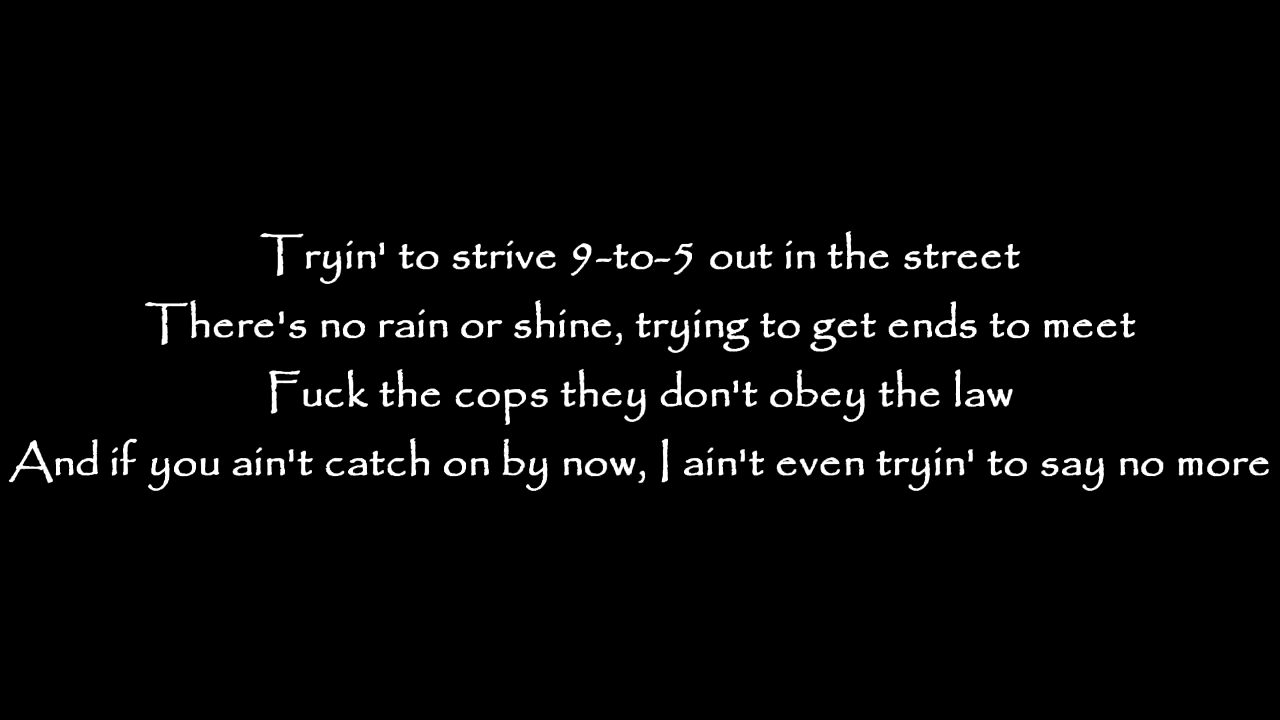 Tryin' to strive 9-to-5 out in the street
There's no rain or shine, trying to get ends to meet
Fuck the cops they don't obey the law
And if you ain't catch on by now, I ain't even tryin' to say no more